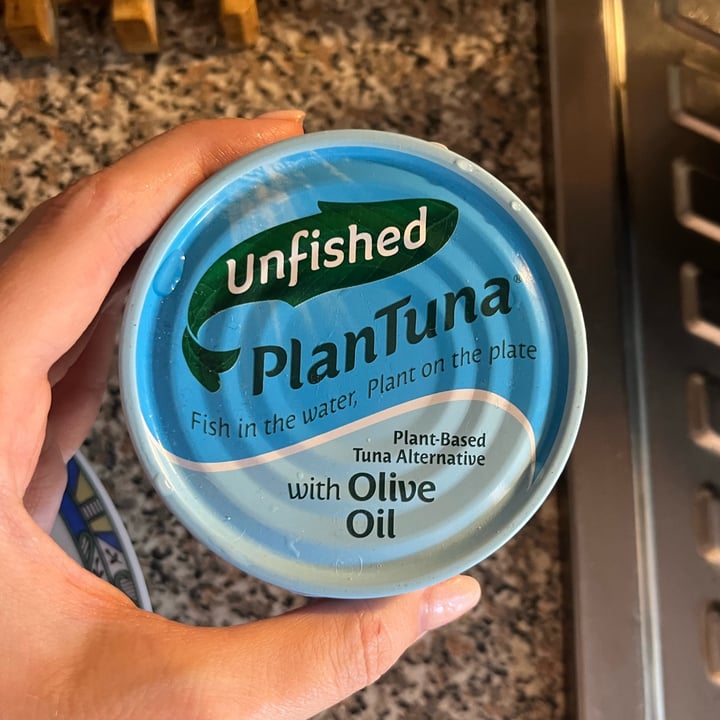 Unfished
PlanTuna®
Fish in the water, Plant on the plate
Plant-Based
Tuna Alternative
with Olive
Oil